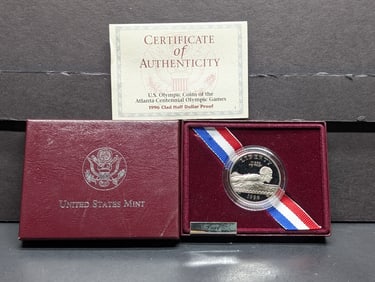 CERTIFICATE
of
AUTHENTICITY
U.S. Olympic Coins of the
Atlanta Centennial Olympic Games
1996 Clad Half Dollar Proof
UNITED STATES MINT
LIBERTY
1996